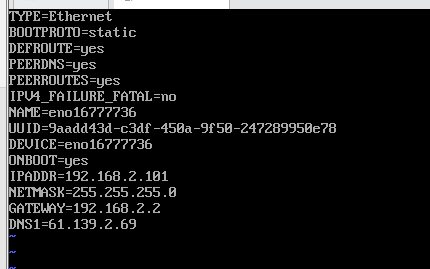 TYPE=Ethernet
BOOTPROTO=static
DEFROUTE=yes
PEERDNS=yes
PEERROUTES=yes
IPV4_FAILURE_FATAL=no
NAME=eno16777736
UUID=9aadd43d-c3df-450a-9f50-247289950e78
DEVICE=eno16777736
ONBOOT=yes
IPADDR=192.168.2.101
NETMASK=255.255.255.0
GATEWAY=192.168.2.2
DNS1=61.139.2.69
~
~
~